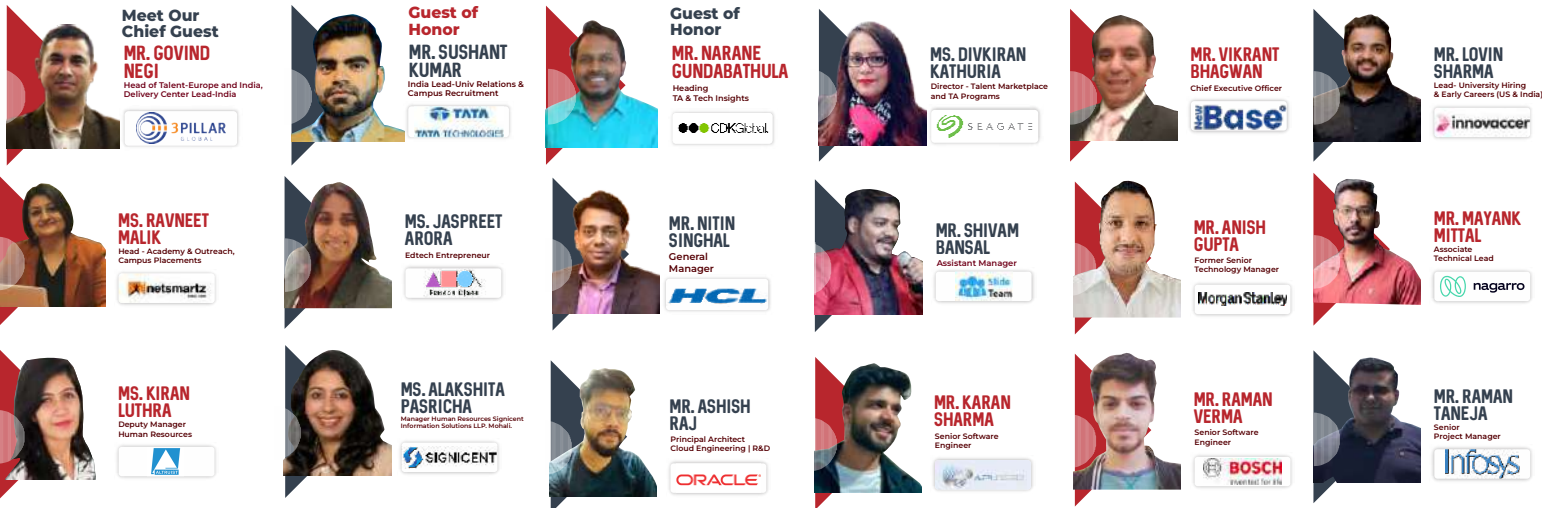 Meet Our
Chief Guest
MR. GOVIND
NEGI
Head of Talent-Europe and India,
Delivery Center Lead-India
3PILLAR
GLOBAL
Guest of
Honor
MR. SUSHANT
KUMAR
India Lead-Univ Relations &
Campus Recruitment
TATA
TATA TECHNOLOGIES
Guest of
Honor
MR. NARANE
GUNDABATHULA
Heading
TA & Tech Insights
CDKGlobal
MS. DIVKIRAN
KATHURIA
Director - Talent Marketplace
and TA Programs
SEAGATE
MR. VIKRANT
BHAGWAN
Chief Executive Officer
New Base
MR. LOVIN
SHARMA
Lead- University Hiring
& Early Careers (US & India)
innovaccer
MS. RAVNEET
MALIK
Head - Academy & Outreach,
Campus Placements
netsmartz
MS. JASPREET
ARORA
Edtech Entrepreneur
MR. NITIN
SINGHAL
General
Manager
HCL
MR. SHIVAM
BANSAL
Assistant Manager
Slide
Team
MR. ANISH
GUPTA
Former Senior
Technology Manager
Morgan Stanley
MR. MAYANK
MITTAL
Associate
Technical Lead
nagarro
MS. KIRAN
LUTHRA
Deputy Manager
Human Resources
ALTRUIST
MS. ALAKSHITA
PASRICHA
Manager Human Resources Signicent
Information Solutions LLP. Mohali.
SIGNICENT
MR. ASHISH
RAJ
Principal Architect
Cloud Engineering | R&D
ORACLE
MR. KARAN
SHARMA
Senior Software
Engineer
MR. RAMAN
VERMA
Senior Software
Engineer
BOSCH
Invented for life
MR. RAMAN
TANEJA
Senior
Project Manager
Infosys